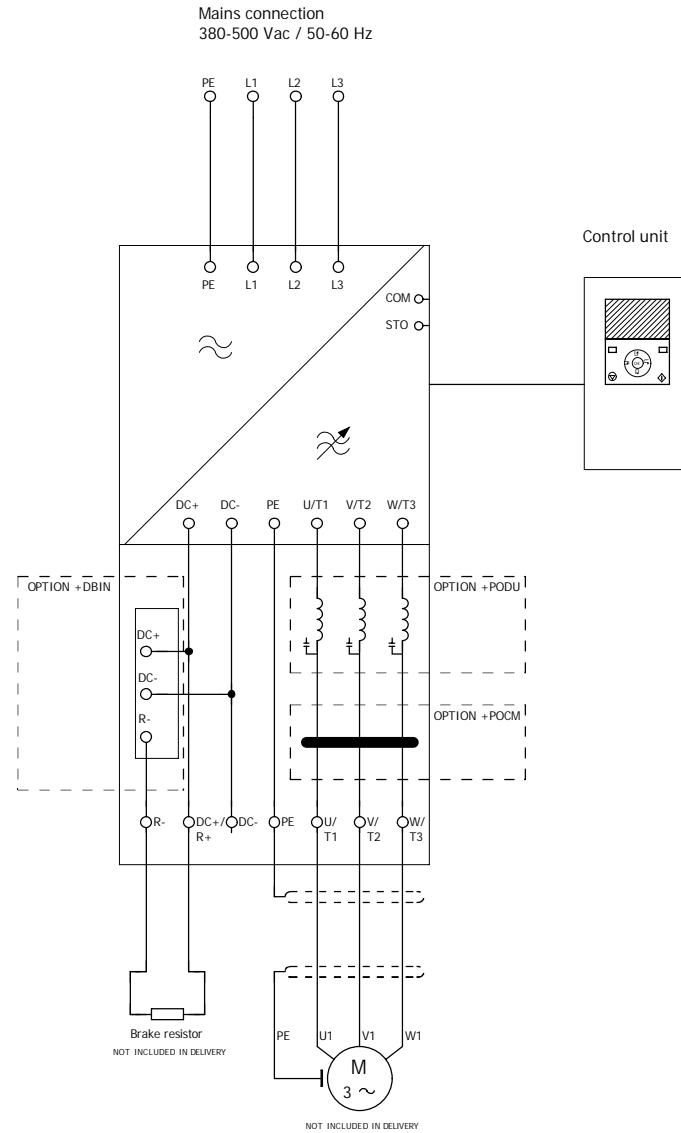 Mains connection
380-500 Vac / 50-60 Hz
PE L1 L2 L3
Control unit
PE L1 L2 L3
COM
STO
OK
DC+ DC- PE U/T1 V/T2 W/T3
OPTION +DBIN
OPTION +PODU
DC+
DC-
R-
OPTION +POCM
R- DC+/ DC- PE U/ V/ W/
R+ T1 T2 T3
Brake resistor
NOT INCLUDED IN DELIVERY
PE U1 V1 W1
M
3 ~
NOT INCLUDED IN DELIVERY